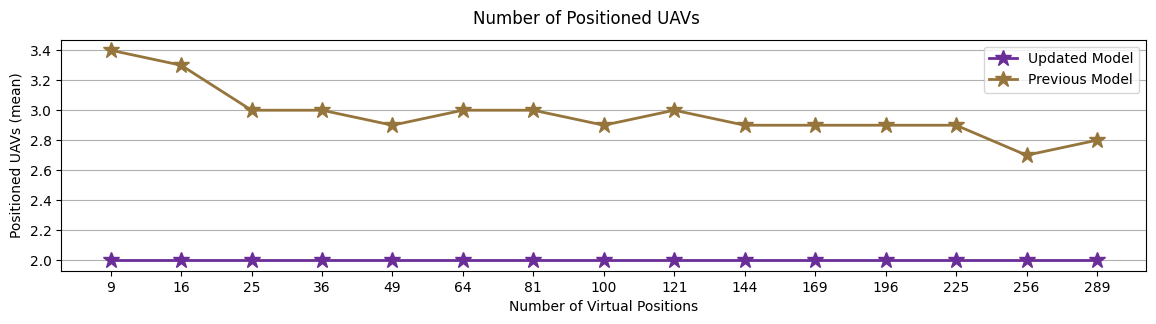 Number of Positioned UAVs
Updated Model
Previous Model
Positioned UAVs (mean)
3.4
3.2
3.0
2.8
2.6
2.4
2.2
2.0
9 16 25 36 49 64 81 100 121 144 169 196 225 256 289
Number of Virtual Positions